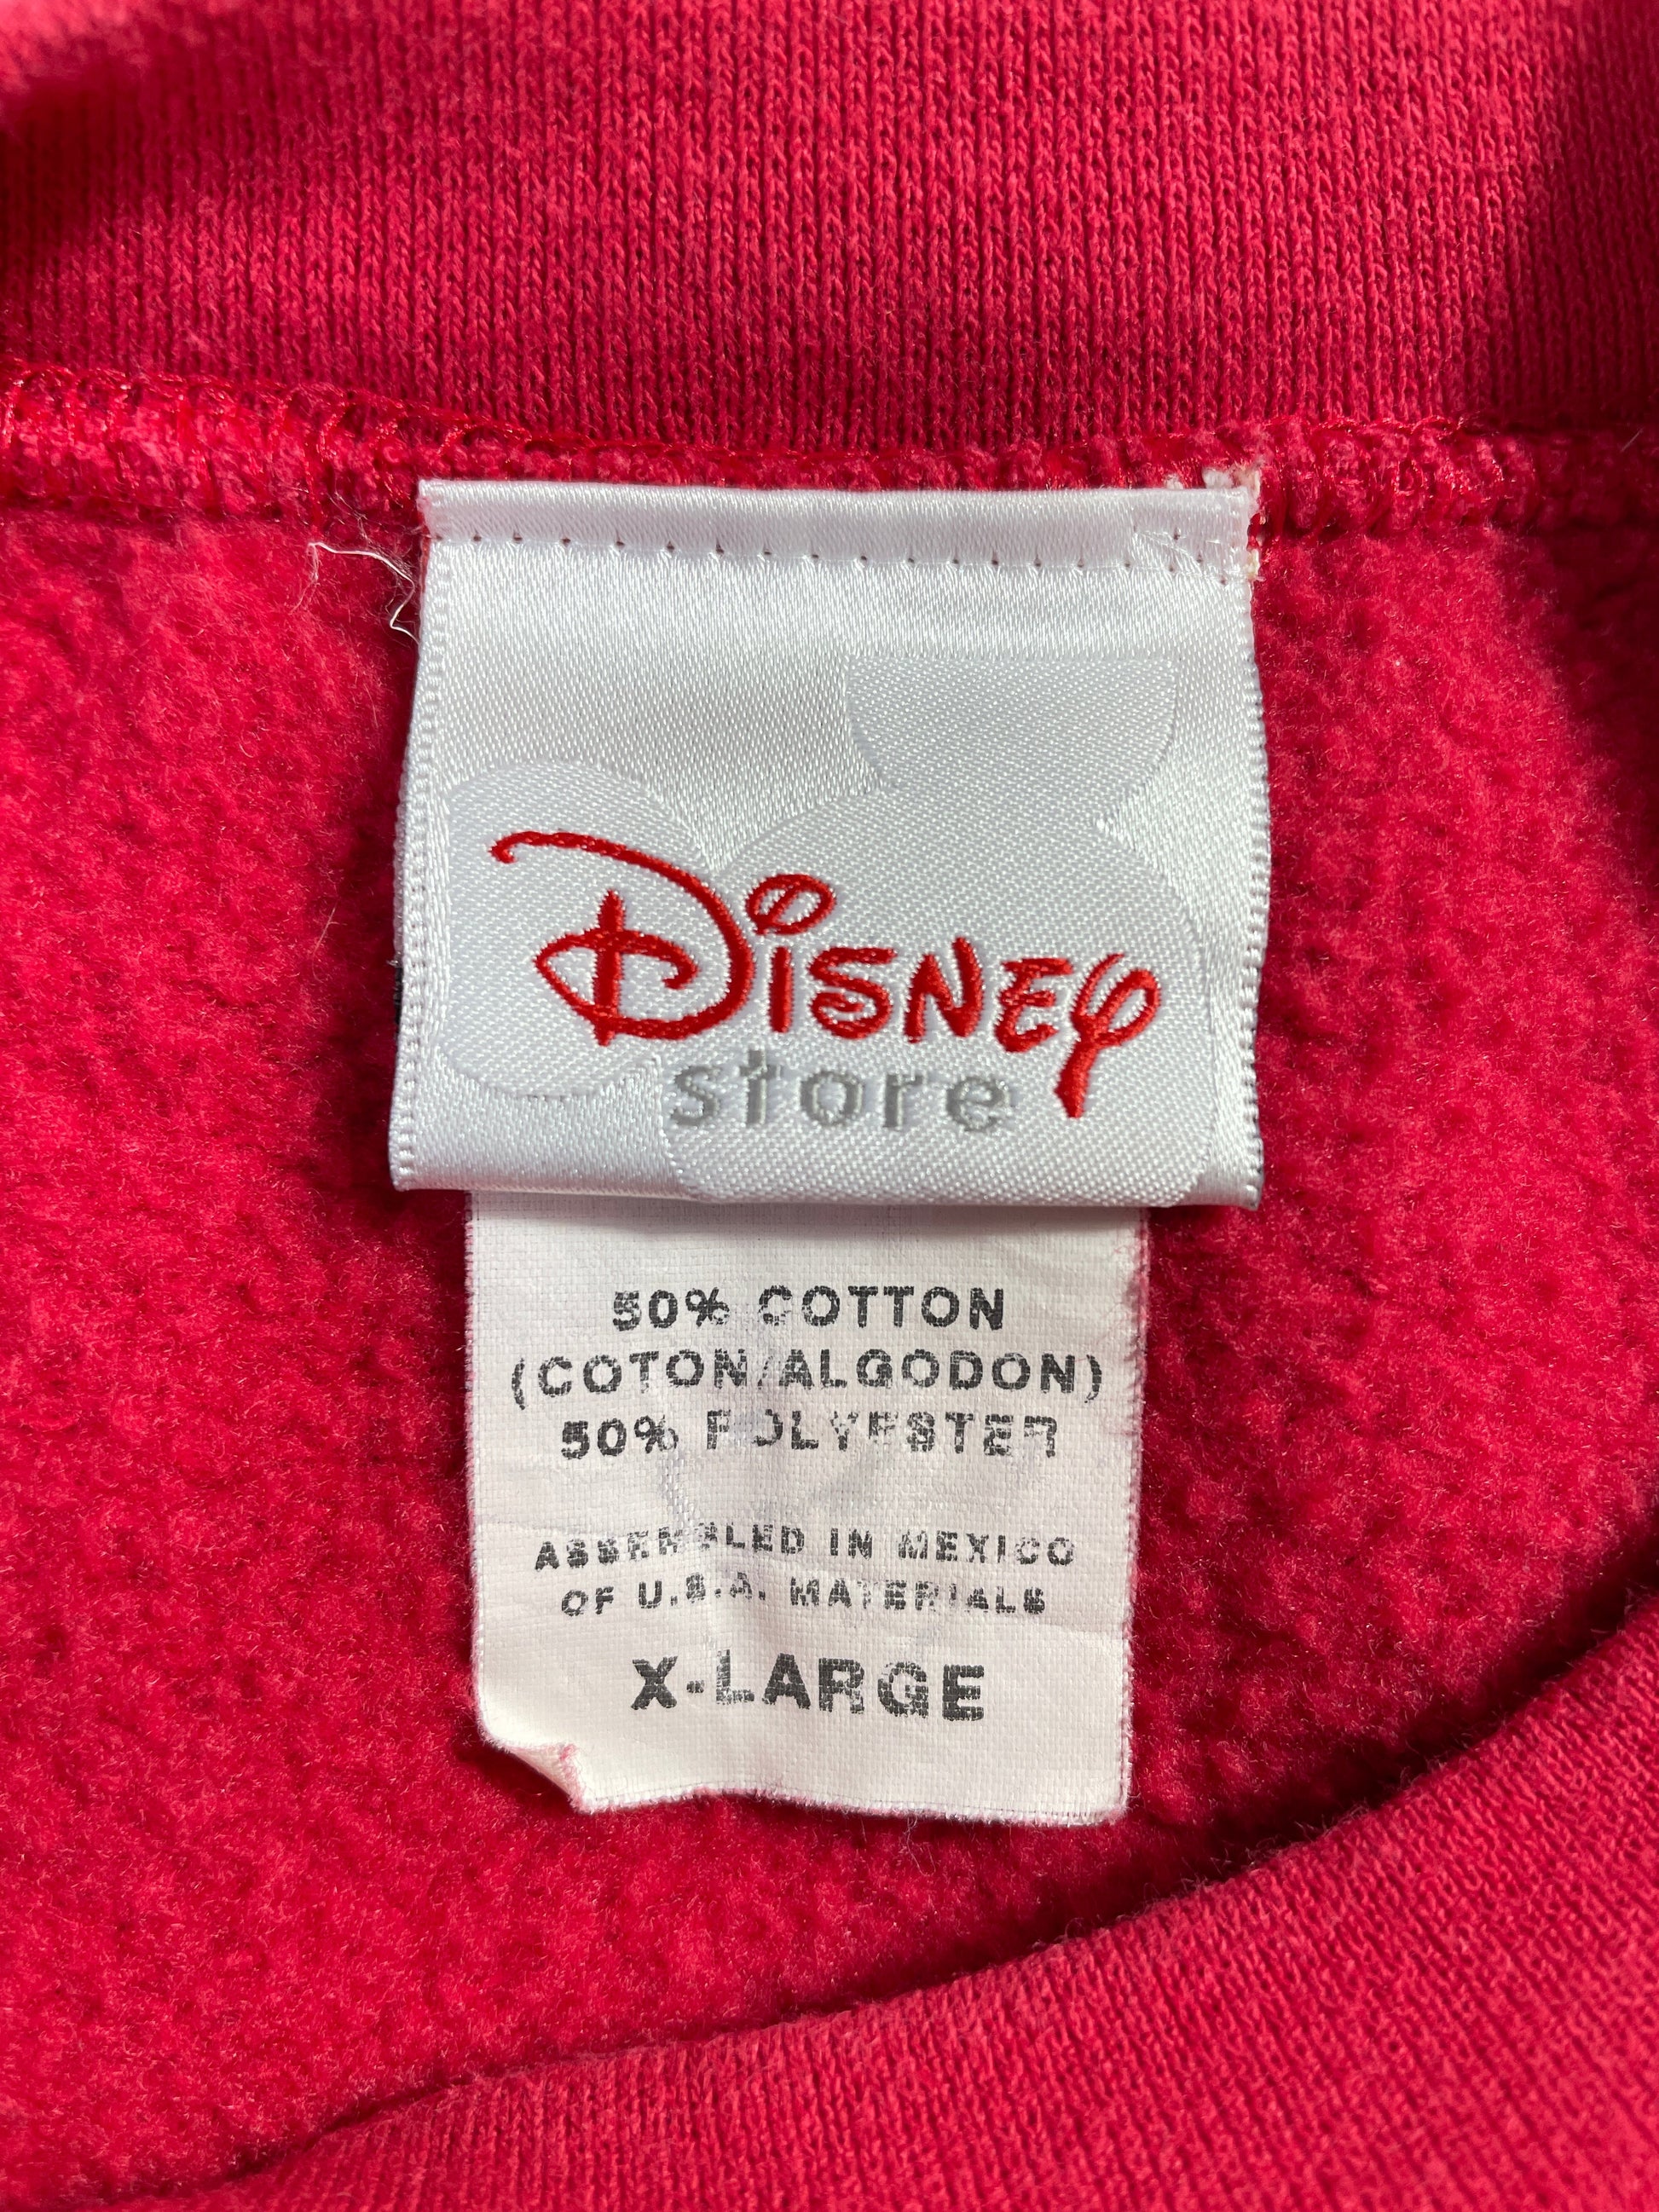 Disney
store
50% COTTON
(COTON/ALGODON)
50% POLYESTER
ASSEMBLED IN MEXICO
OF U.S.A. MATERIALS
X-LARGE